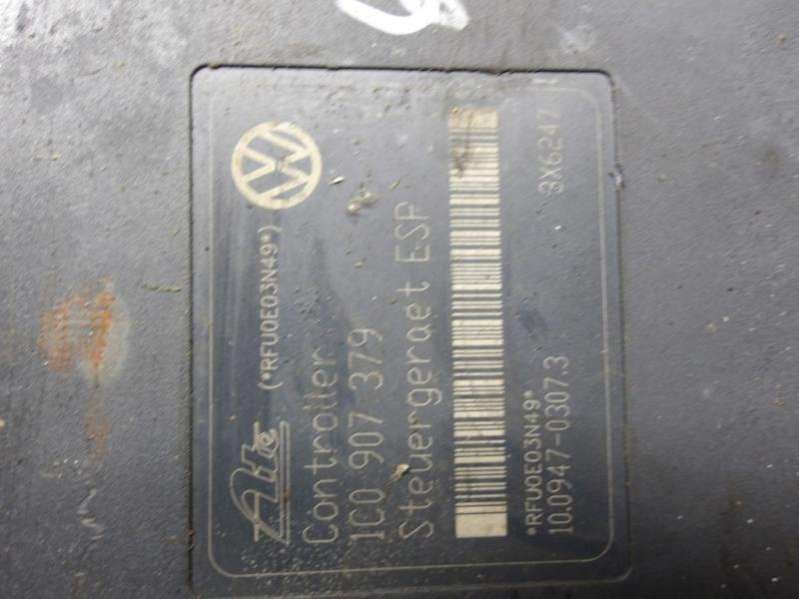 Ate (*RFU0E03N49*)
Controller
1C0 907 379
Steuergeraet ESP
*RFU0E03N49*
10.0947-0307.3 3X6247